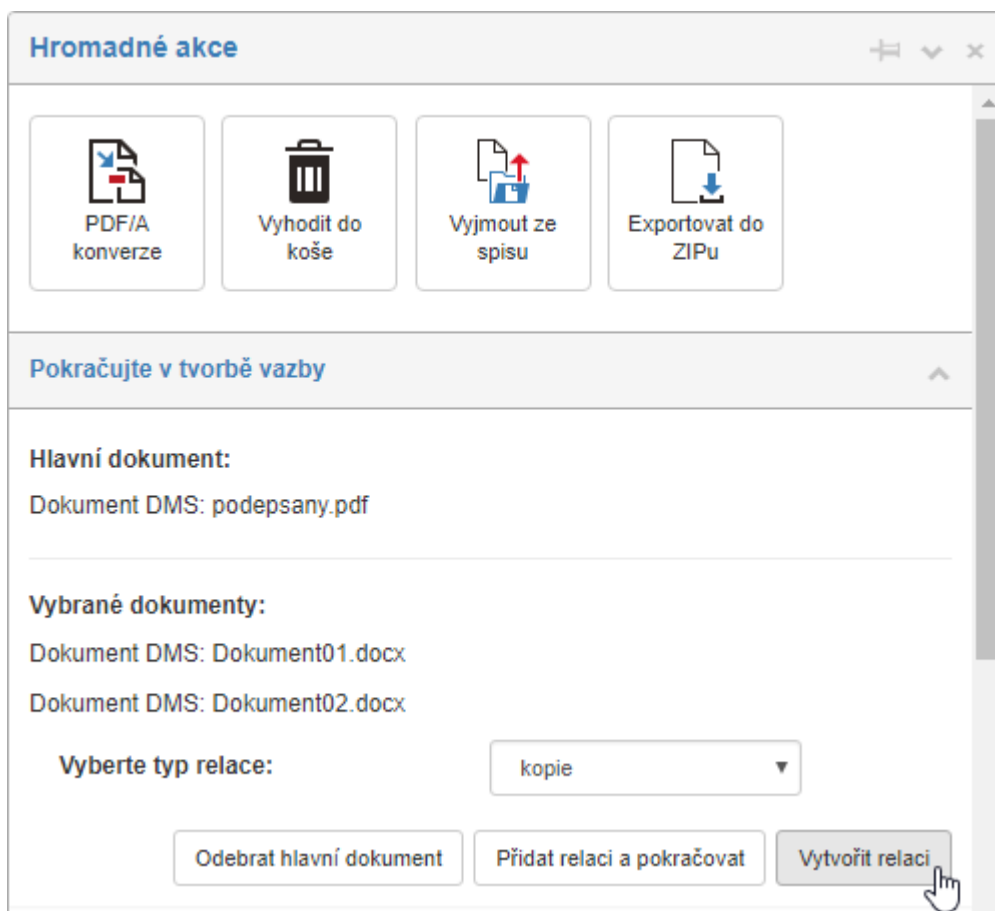 Hromadné akce
PDF/A
konverze
Vyhodit do
koše
Vyjmout ze
spisu
Exportovat do
ZIPu
Pokračujte v tvorbě vazby
Hlavní dokument:
Dokument DMS: podepsany.pdf
Vybrané dokumenty:
Dokument DMS: Dokument01.docx
Dokument DMS: Dokument02.docx
Vyberte typ relace: kopie
Odebrat hlavní dokument Přidat relaci a pokračovat Vytvořit relaci